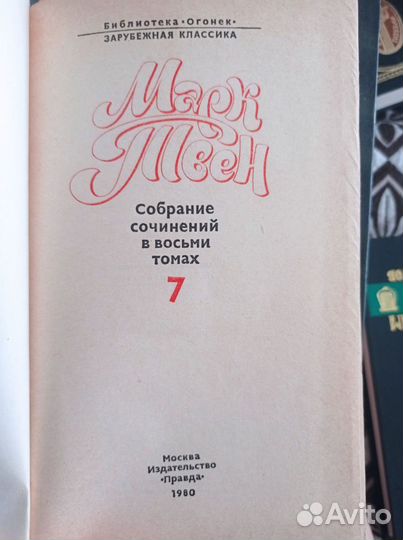 Библиотека «Огонек»
ЗАРУБЕЖНАЯ КЛАССИКА
Марк
Твен
Собрание
сочинений
в восьми
томах
7
Москва
Издательство
«Правда»
1980
Avito